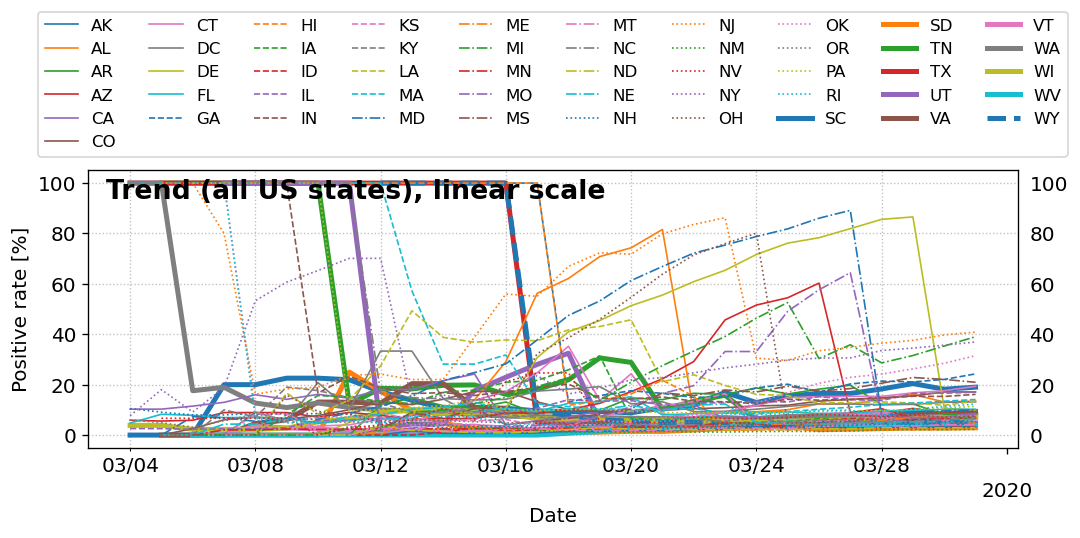 AK CT HI KS ME MT NJ OK SD VT
AL DC IA KY MI NC NM OR TN WA
AR DE ID LA MN ND NV PA TX WI
AZ FL IL MA MO NE NY RI UT WV
CA GA IN MD MS NH OH SC VA WY
CO
Trend (all US states), linear scale
100 100
80 80
60 60
40 40
20 20
0 0
Positive rate [%]
03/04 03/08 03/12 03/16 03/20 03/24 03/28
2020
Date